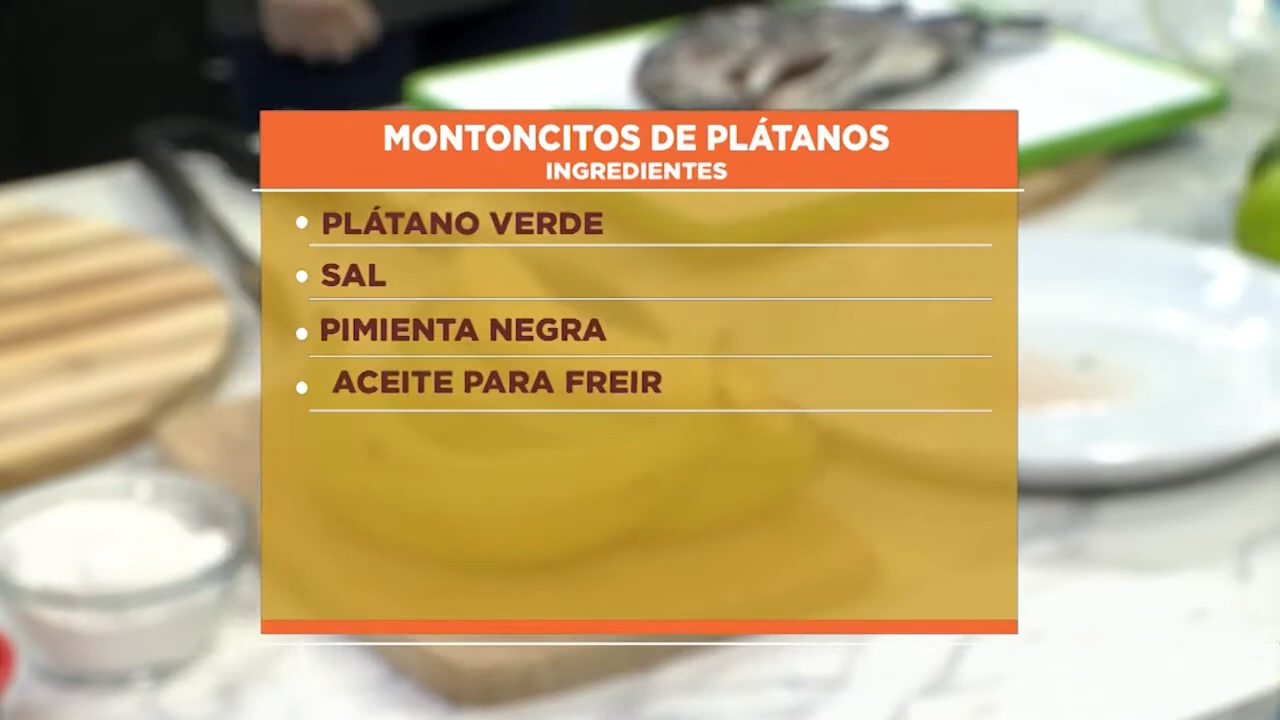 MONTONCITOS DE PLÁTANOS
INGREDIENTES
PLÁTANO VERDE
SAL
PIMIENTA NEGRA
ACEITE PARA FREIR